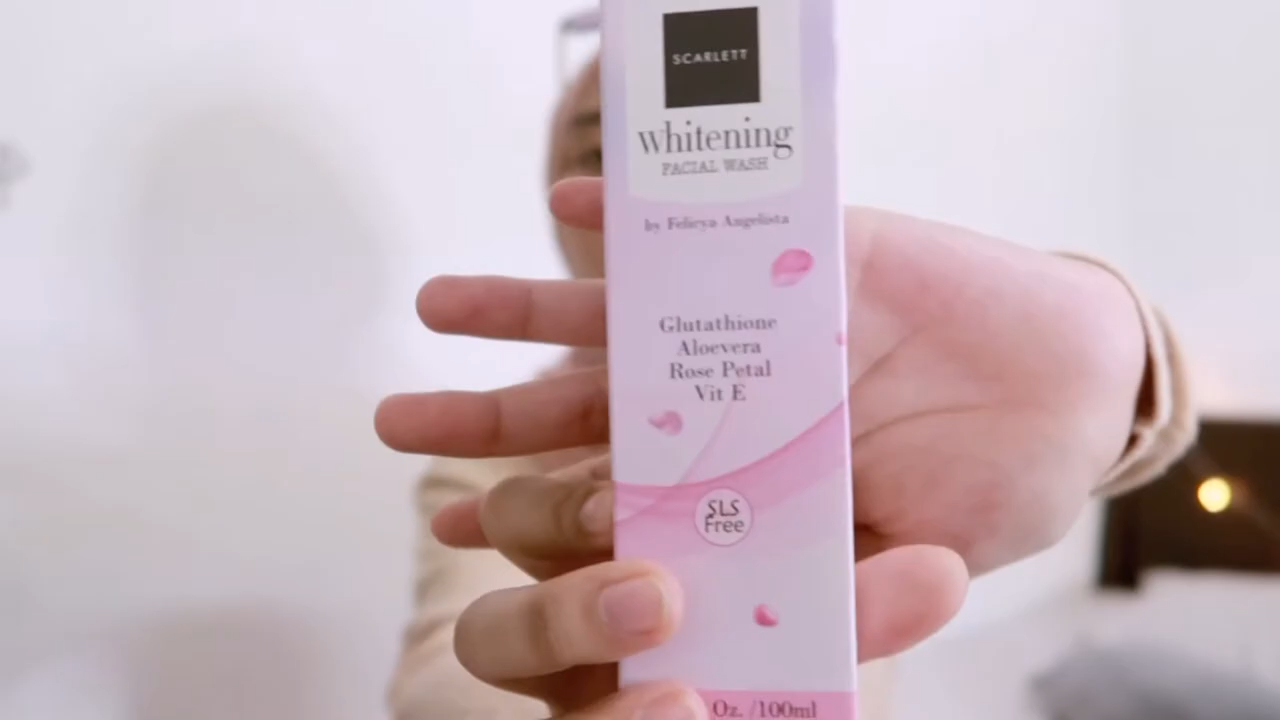 SCARLETT
Whitening
FACIAL WASH
by Felicya Angelista
Glutathione
Aloevera
Rose Petal
Vit E
SLS
Free
Oz. /100ml